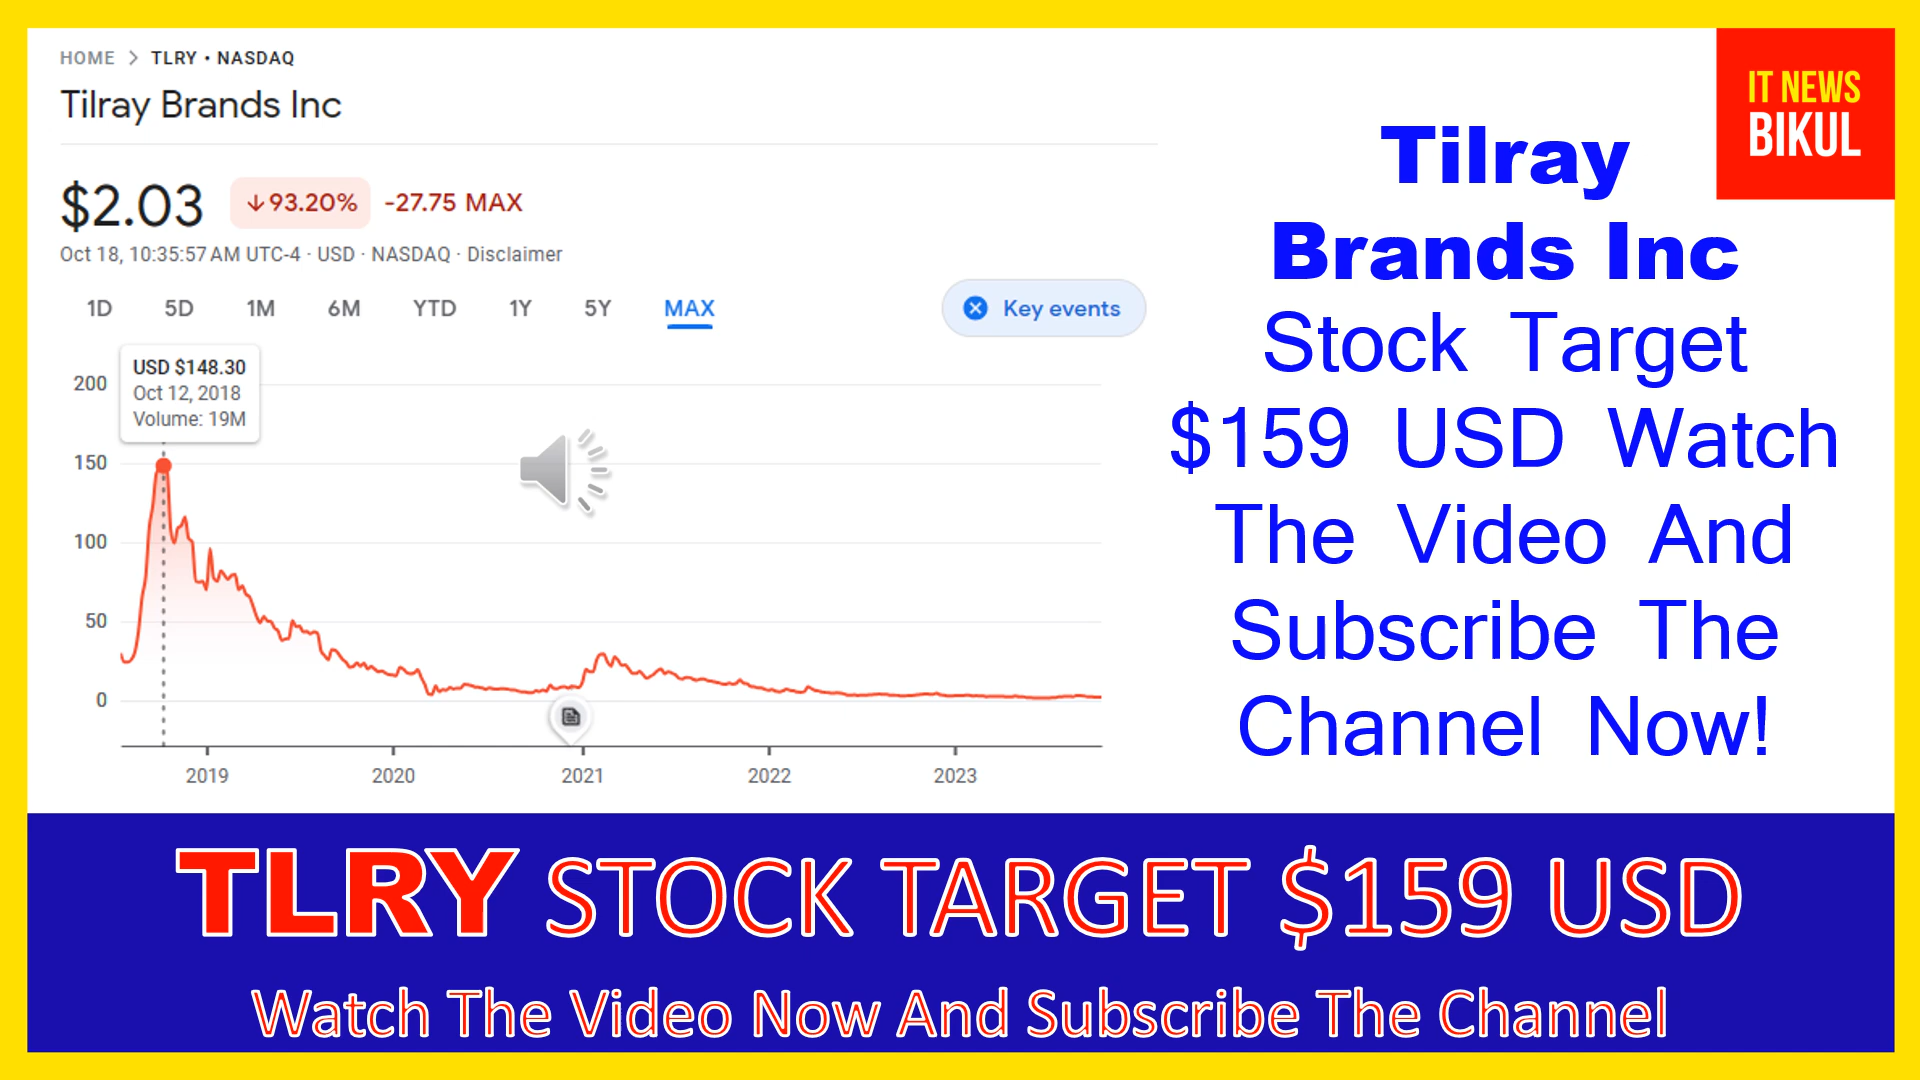 HOME > TLRY • NASDAQ
Tilray Brands Inc
$2.03 ↓93.20% -27.75 MAX
Oct 18, 10:35:57 AM UTC-4 · USD · NASDAQ · Disclaimer
1D 5D 1M 6M YTD 1Y 5Y MAX
Key events
USD $148.30
Oct 12, 2018
Volume: 19M
200
150
100
50
0
2019 2020 2021 2022 2023
IT NEWS
BIKUL
Tilray
Brands Inc
Stock Target
$159 USD Watch
The Video And
Subscribe The
Channel Now!
TLRY STOCK TARGET $159 USD
Watch The Video Now And Subscribe The Channel